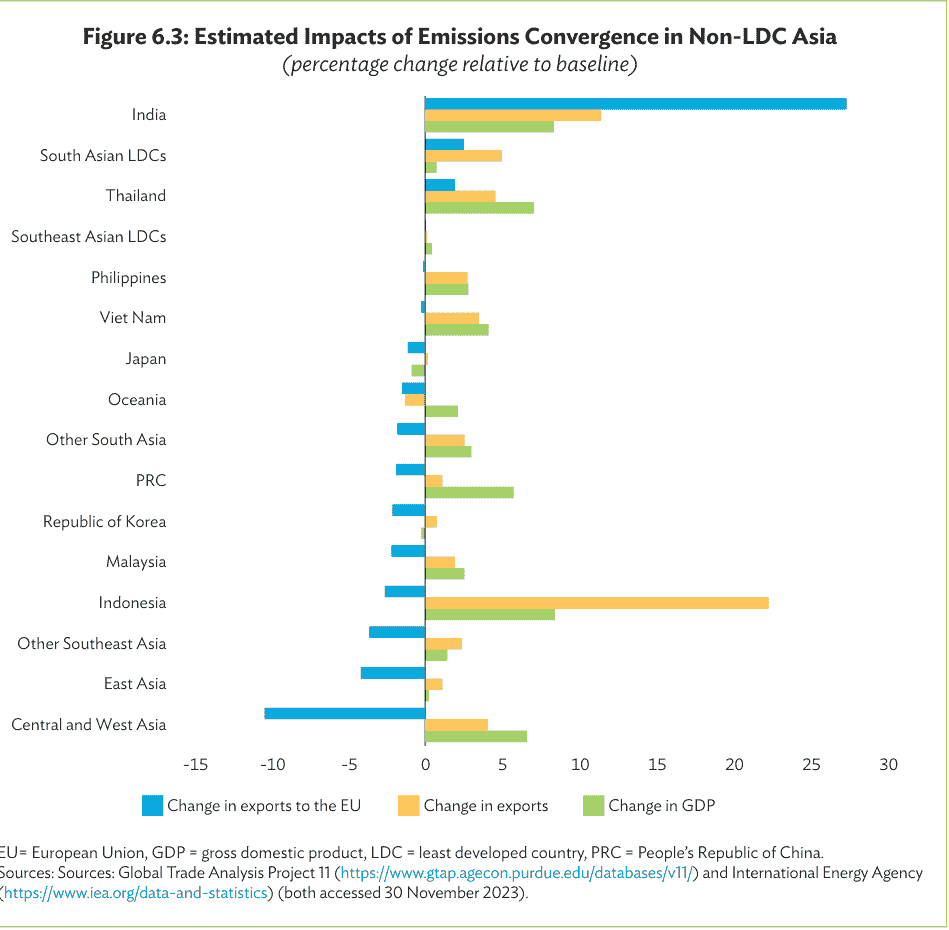 Figure 6.3: Estimated Impacts of Emissions Convergence in Non-LDC Asia
(percentage change relative to baseline)
India
South Asian LDCs
Thailand
Southeast Asian LDCs
Philippines
Viet Nam
Japan
Oceania
Other South Asia
PRC
Republic of Korea
Malaysia
Indonesia
Other Southeast Asia
East Asia
Central and West Asia
-15 -10 -5 0 5 10 15 20 25 30
Change in exports to the EU Change in exports Change in GDP
EU= European Union, GDP = gross domestic product, LDC = least developed country, PRC = People's Republic of China.
Sources: Sources: Global Trade Analysis Project 11 (https://www.gtap.agecon.purdue.edu/databases/v11/) and International Energy Agency
(https://www.iea.org/data-and-statistics) (both accessed 30 November 2023).